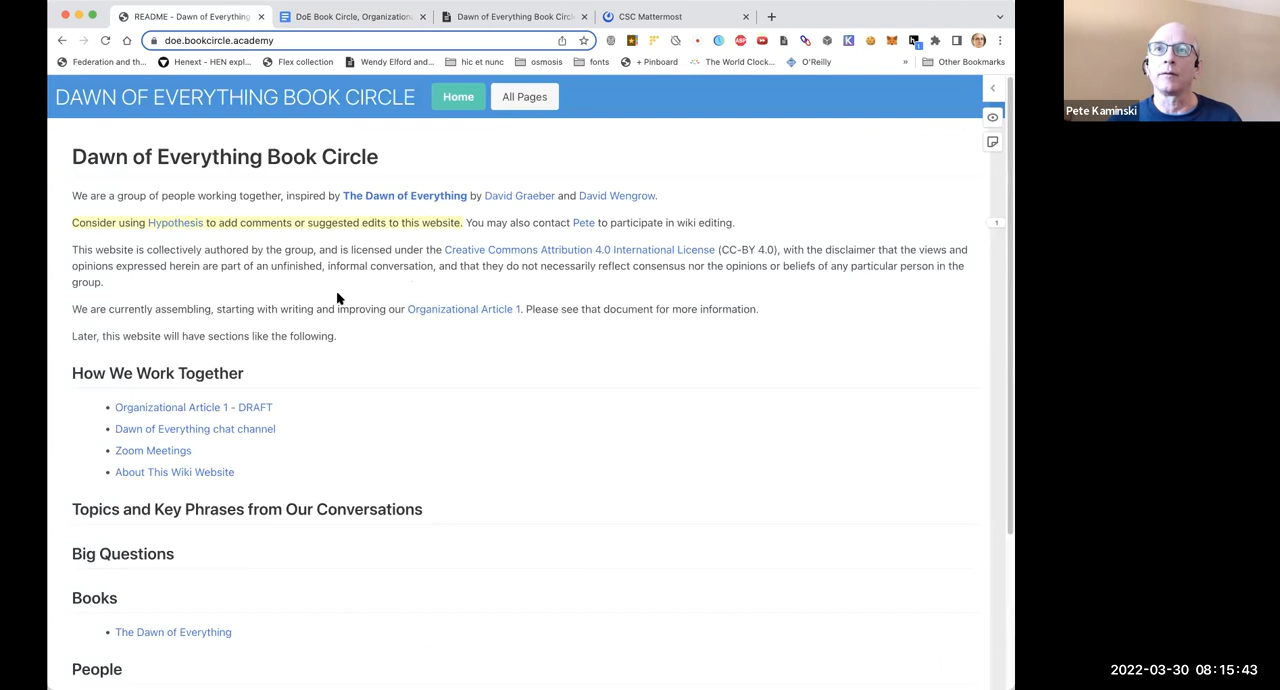 README - Dawn of Everything
DoE Book Circle, Organization
Dawn of Everything Book Circ
CSC Mattermost
doe.bookcircle.academy
Federation and th...
Henext - HEN expl...
Flex collection
Wendy Elford and...
hic et nunc
osmosis
fonts
+ Pinboard
The World Clock...
O'Reilly
»
Other Bookmarks
DAWN OF EVERYTHING BOOK CIRCLE
Home
All Pages
Pete Kaminski
Dawn of Everything Book Circle
We are a group of people working together, inspired by The Dawn of Everything by David Graeber and David Wengrow.
Consider using Hypothesis to add comments or suggested edits to this website. You may also contact Pete to participate in wiki editing.
1
This website is collectively authored by the group, and is licensed under the Creative Commons Attribution 4.0 International License (CC-BY 4.0), with the disclaimer that the views and
opinions expressed herein are part of an unfinished, informal conversation, and that they do not necessarily reflect consensus nor the opinions or beliefs of any particular person in the
group.
We are currently assembling, starting with writing and improving our Organizational Article 1. Please see that document for more information.
Later, this website will have sections like the following.
How We Work Together
• Organizational Article 1 - DRAFT
• Dawn of Everything chat channel
• Zoom Meetings
• About This Wiki Website
Topics and Key Phrases from Our Conversations
Big Questions
Books
• The Dawn of Everything
People
2022-03-30 08:15:43